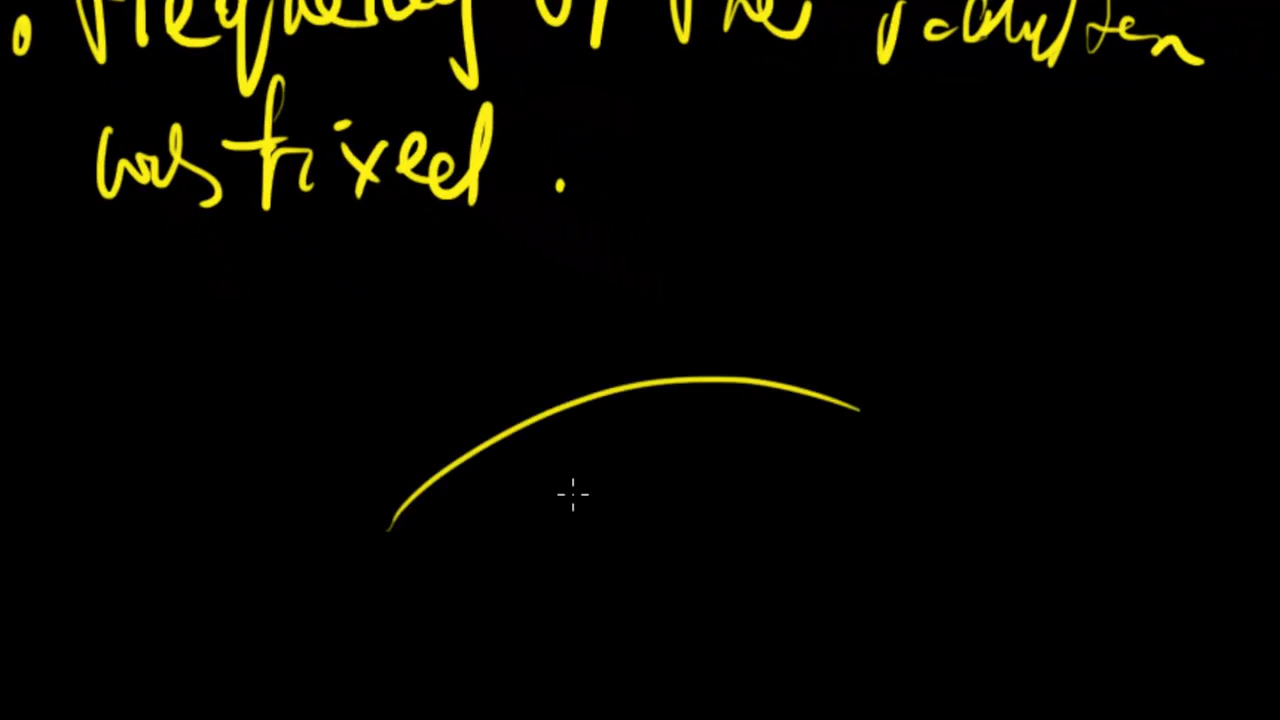 • Frequency of the radiation
was fixed.